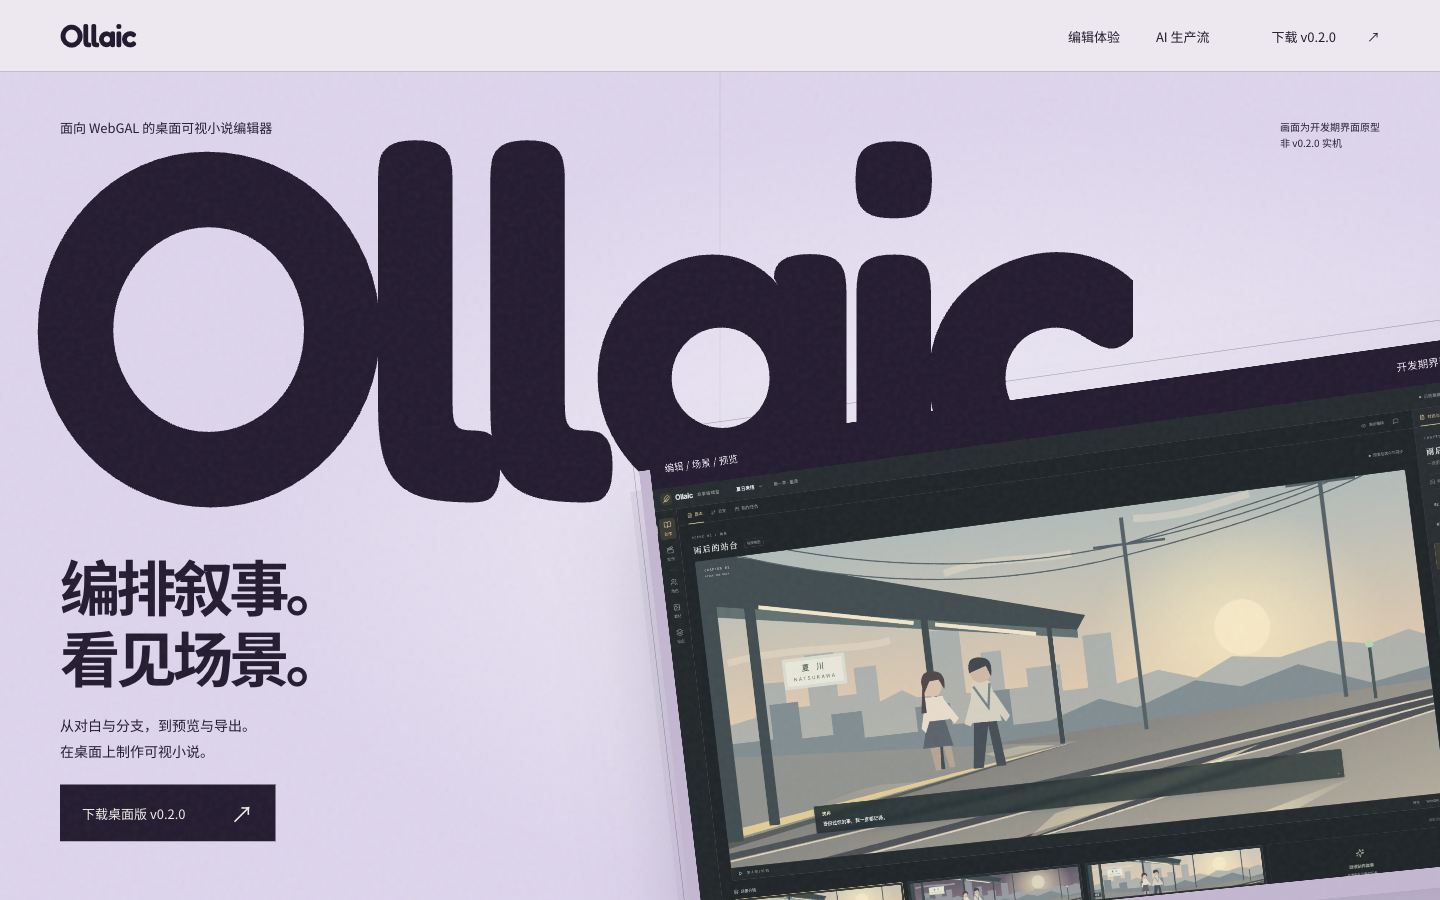 Ollaic
编辑体验
AI 生产流
下载 v0.2.0 ↗
面向 WebGAL 的桌面可视小说编辑器
画面为开发期界面原型
非 v0.2.0 实机
Ollaic
编排叙事。
看见场景。
从对白与分支，到预览与导出。
在桌面上制作可视小说。
下载桌面版 v0.2.0 ↗
开发期界
编辑 / 场景 / 预览
Ollaic
雨后的站台
CHAPTER 01
夏 川
NATSUKAWA